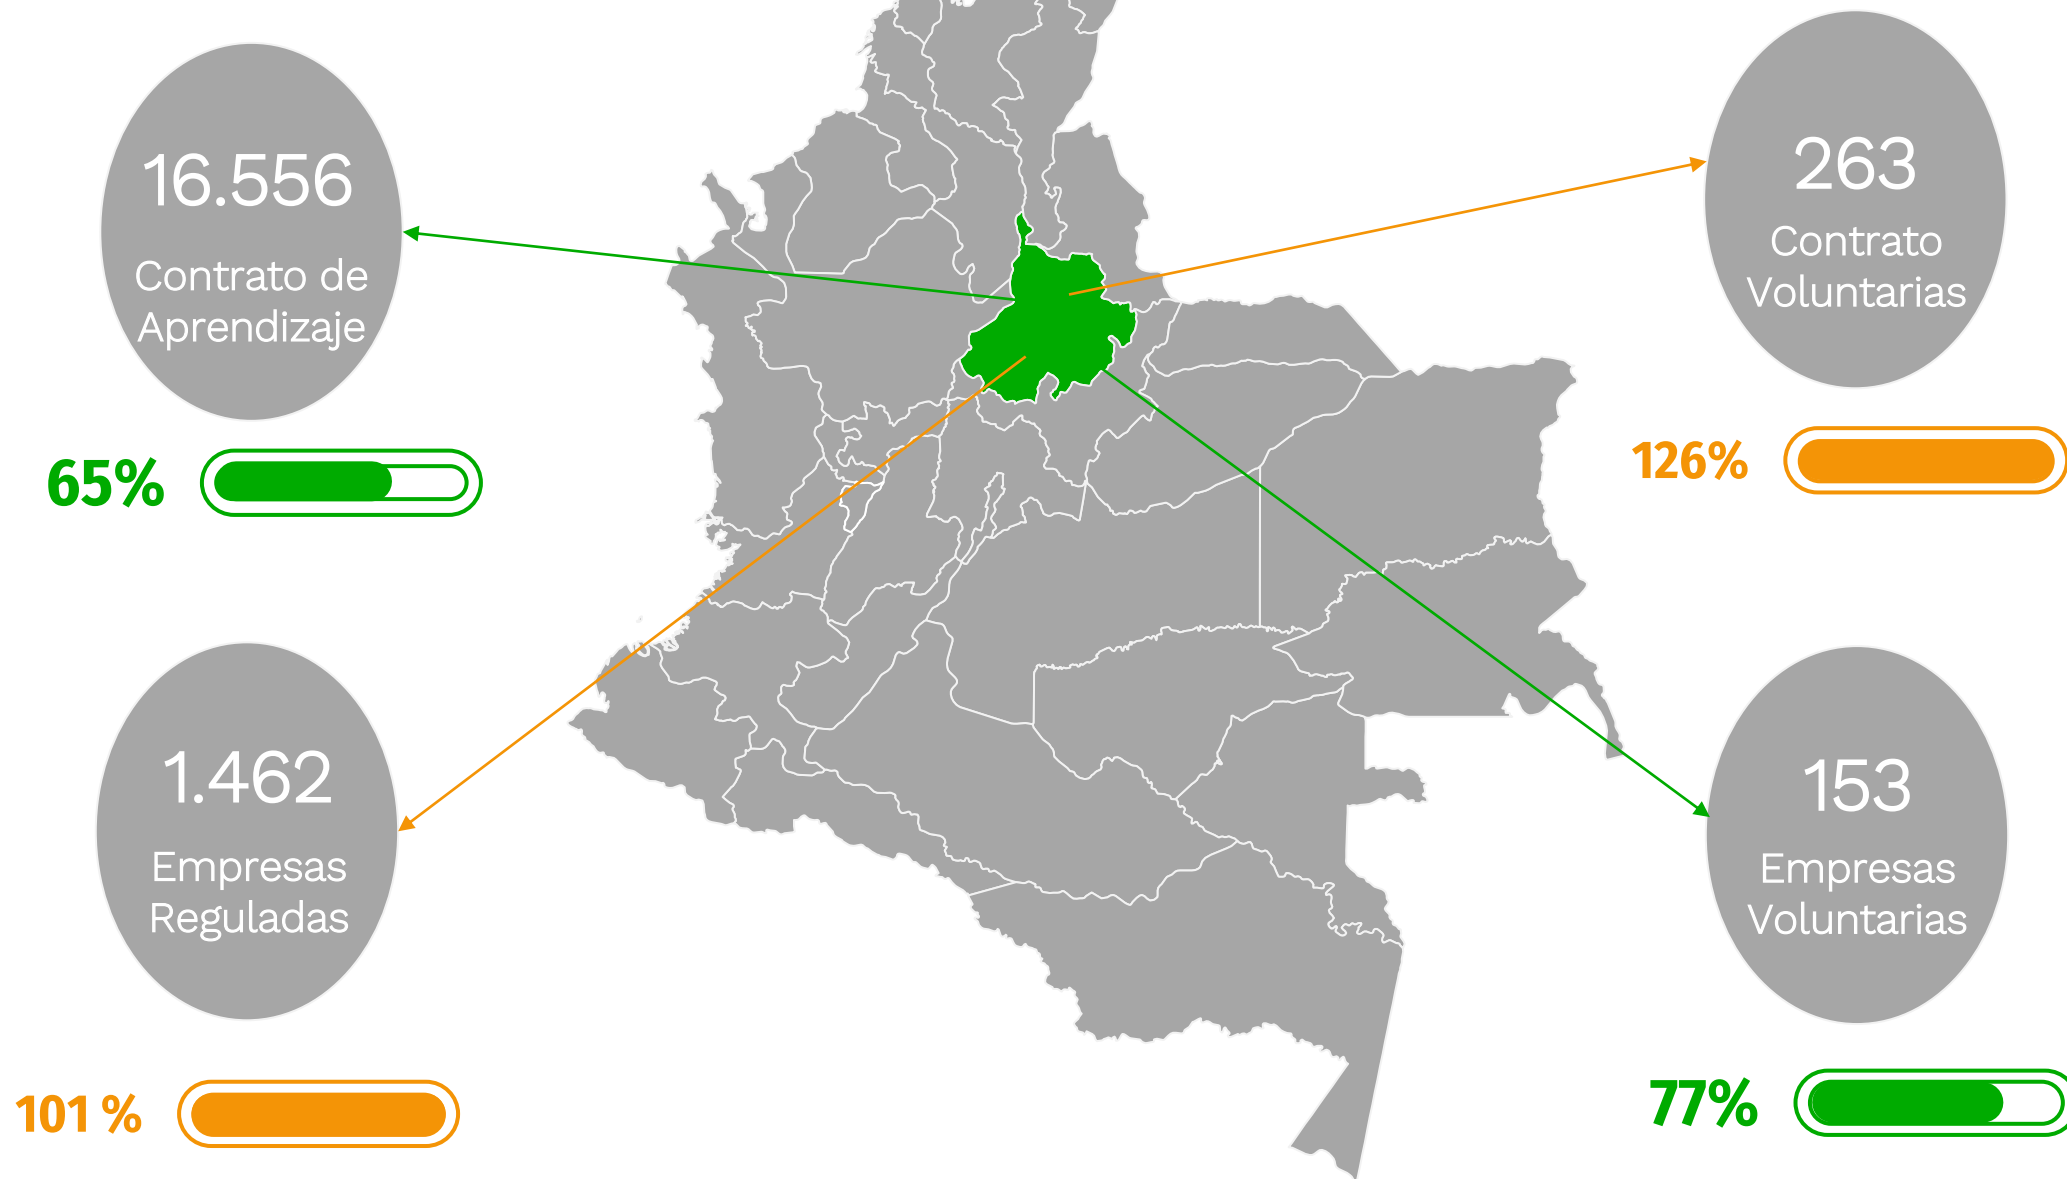 16.556
Contrato de
Aprendizaje
65%
263
Contrato
Voluntarias
126%
1.462
Empresas
Reguladas
101 %
153
Empresas
Voluntarias
77%